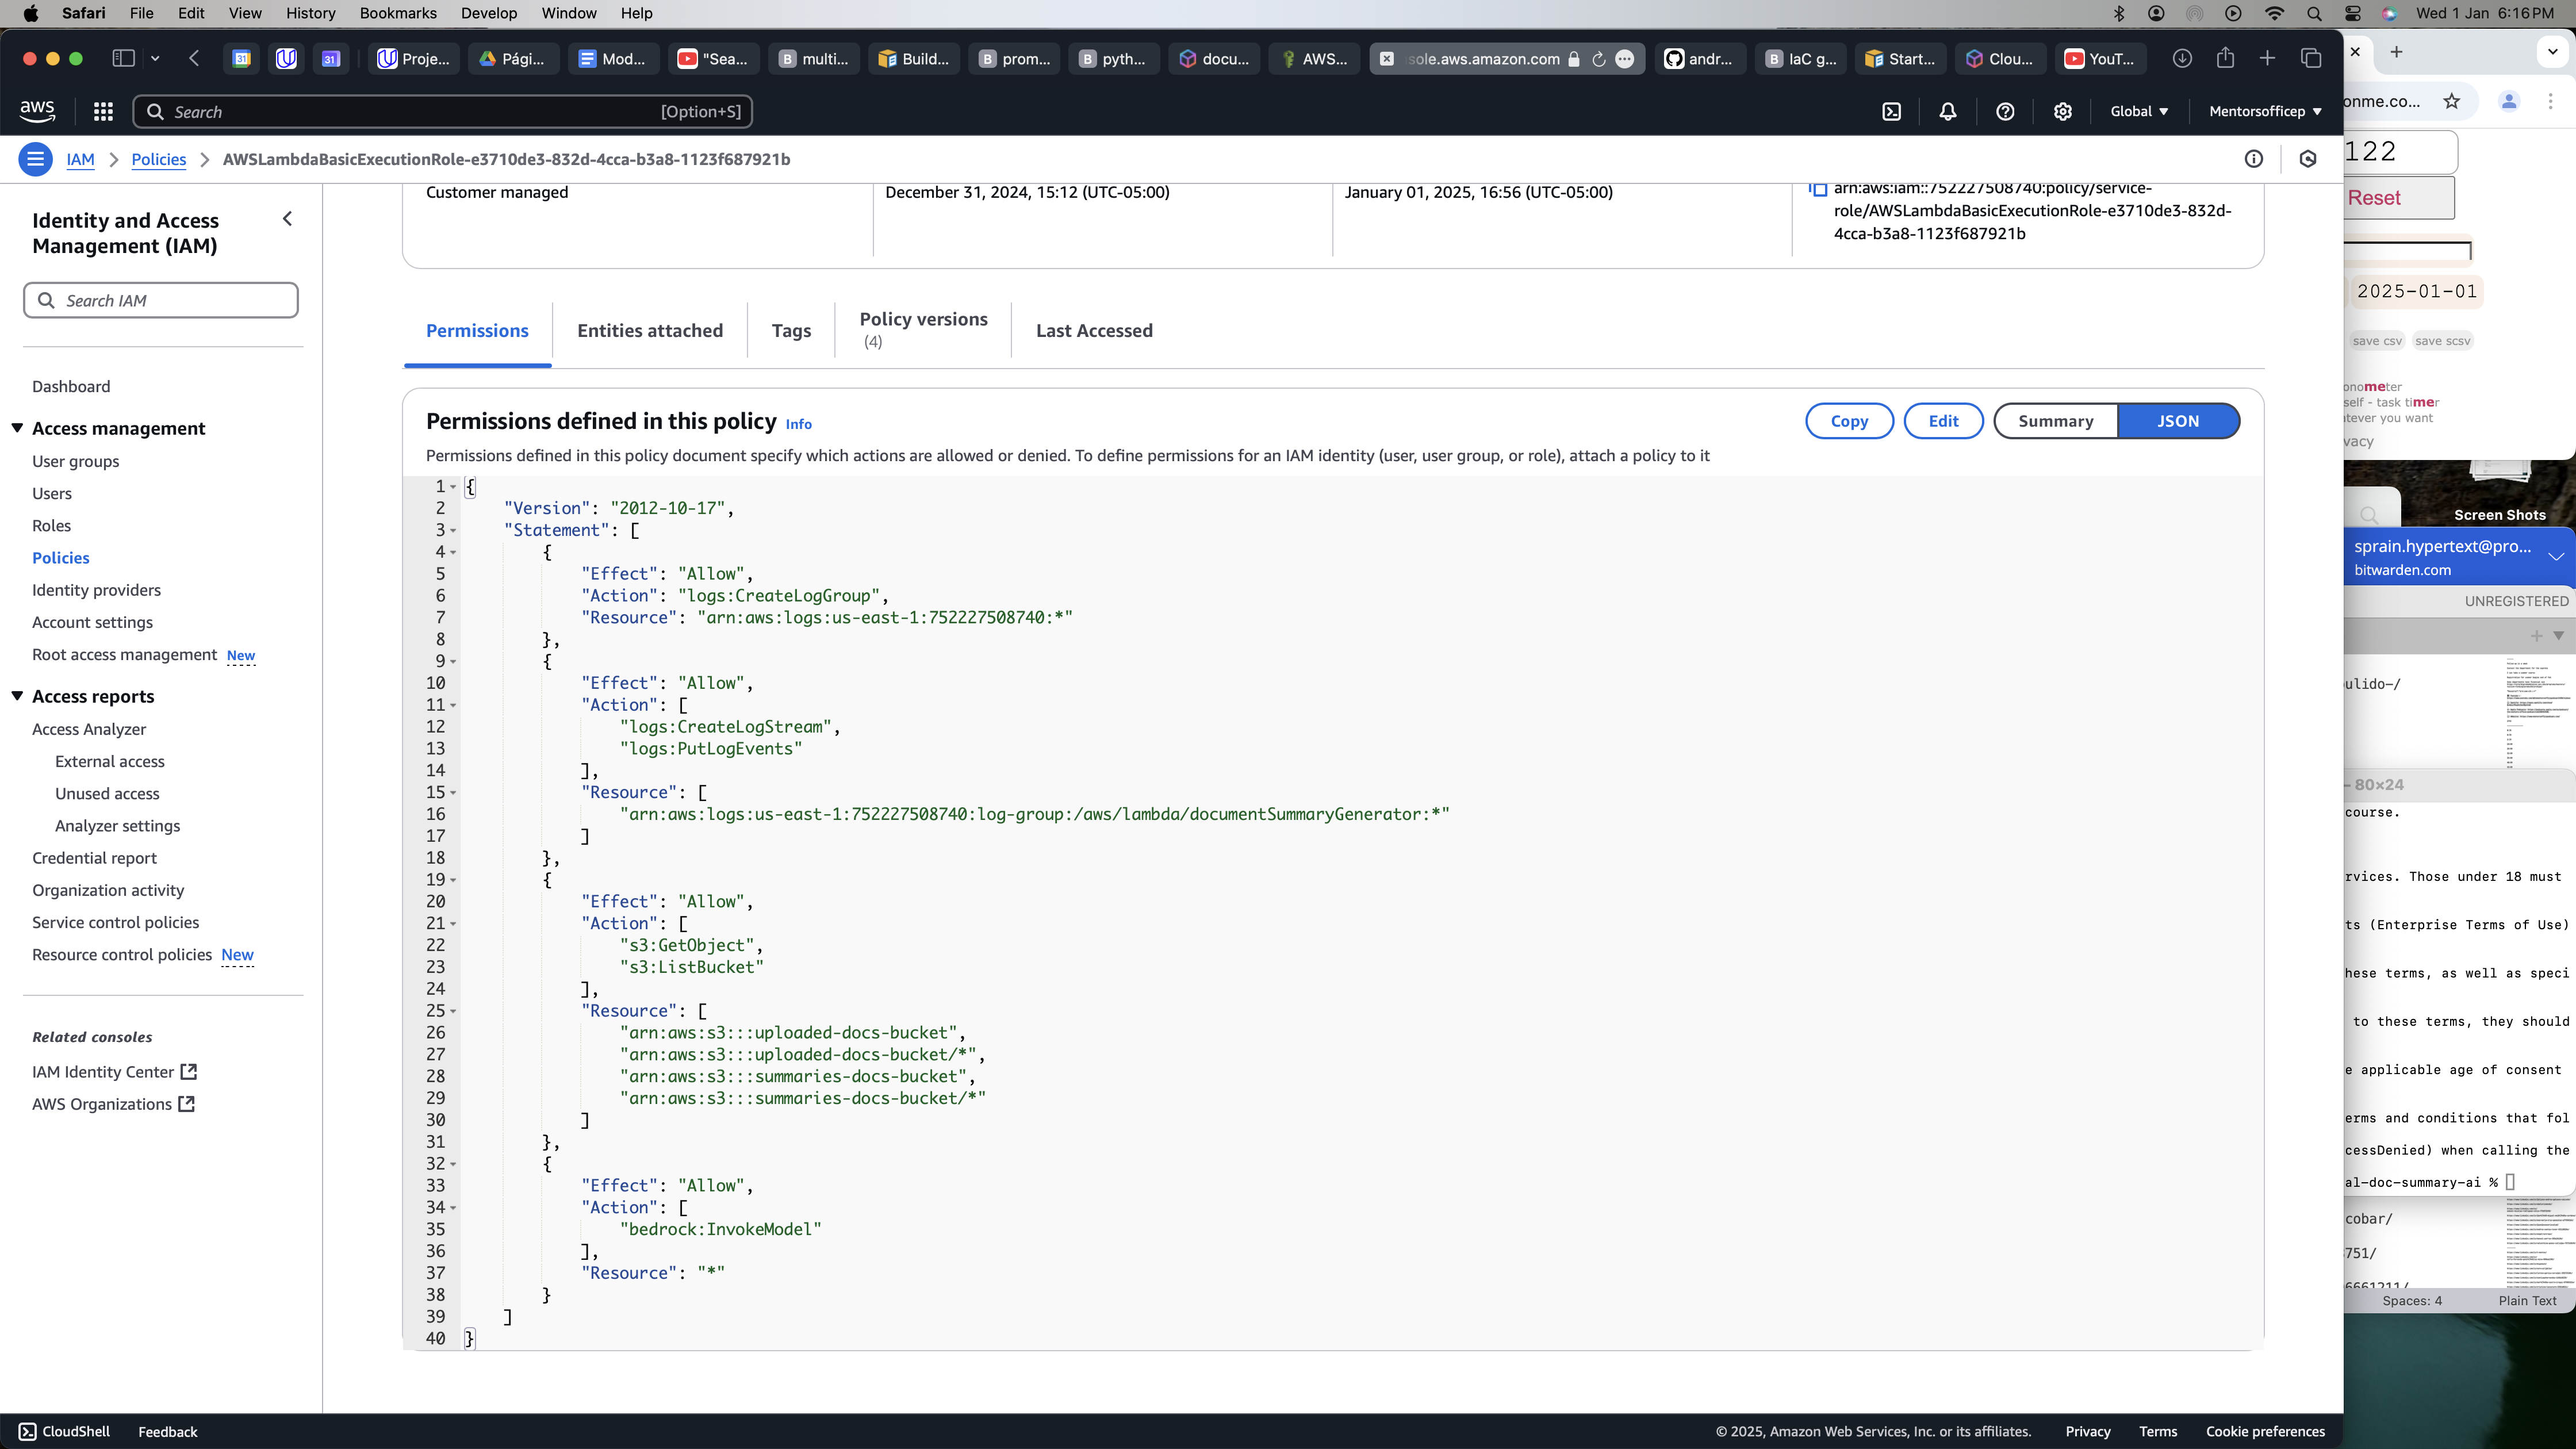 Safari File Edit View History Bookmarks Develop Window Help
Wed 1 Jan 6:16 PM
31 31 Proje... Pági... Mod... "Sea... B multi... Build... B prom... B pyth... docu... AWS... sole.aws.amazon.com andr... B IaC g... Start... Clou... YouT...
aws Search [Option+S] Global Mentorsofficep
IAM > Policies > AWSLambdaBasicExecutionRole-e3710de3-832d-4cca-b3a8-1123f687921b
Identity and Access
Management (IAM)
Search IAM
Dashboard
Access management
User groups
Users
Roles
Policies
Identity providers
Account settings
Root access management New
Access reports
Access Analyzer
External access
Unused access
Analyzer settings
Credential report
Organization activity
Service control policies
Resource control policies New
Related consoles
IAM Identity Center
AWS Organizations
Customer managed
December 31, 2024, 15:12 (UTC-05:00)
January 01, 2025, 16:56 (UTC-05:00)
arn:aws:iam::752227508740:policy/service-
role/AWSLambdaBasicExecutionRole-e3710de3-832d-
4cca-b3a8-1123f687921b
Permissions
Entities attached
Tags
Policy versions
(4)
Last Accessed
Permissions defined in this policy Info
Copy Edit Summary JSON
Permissions defined in this policy document specify which actions are allowed or denied. To define permissions for an IAM identity (user, user group, or role), attach a policy to it
1 {
2 "Version": "2012-10-17",
3 "Statement": [
4 {
5 "Effect": "Allow",
6 "Action": "logs:CreateLogGroup",
7 "Resource": "arn:aws:logs:us-east-1:752227508740:*"
8 },
9 {
10 "Effect": "Allow",
11 "Action": [
12 "logs:CreateLogStream",
13 "logs:PutLogEvents"
14 ],
15 "Resource": [
16 "arn:aws:logs:us-east-1:752227508740:log-group:/aws/lambda/documentSummaryGenerator:*"
17 ]
18 },
19 {
20 "Effect": "Allow",
21 "Action": [
22 "s3:GetObject",
23 "s3:ListBucket"
24 ],
25 "Resource": [
26 "arn:aws:s3:::uploaded-docs-bucket",
27 "arn:aws:s3:::uploaded-docs-bucket/*",
28 "arn:aws:s3:::summaries-docs-bucket",
29 "arn:aws:s3:::summaries-docs-bucket/*"
30 ]
31 },
32 {
33 "Effect": "Allow",
34 "Action": [
35 "bedrock:InvokeModel"
36 ],
37 "Resource": "*"
38 }
39 ]
40 }
CloudShell Feedback
© 2025, Amazon Web Services, Inc. or its affiliates. Privacy Terms Cookie preferences
onme.co...
122
Reset
2025-01-01
save csv save scsv
onometer
self - task timer
atever you want
vacy
Screen Shots
sprain.hypertext@pro...
bitwarden.com
UNREGISTERED
ulido-/
80×24
course.
rvices. Those under 18 must
ts (Enterprise Terms of Use)
hese terms, as well as speci
to these terms, they should
e applicable age of consent
erms and conditions that fol
cessDenied) when calling the
al-doc-summary-ai %
cobar/
751/
Spaces: 4 Plain Text